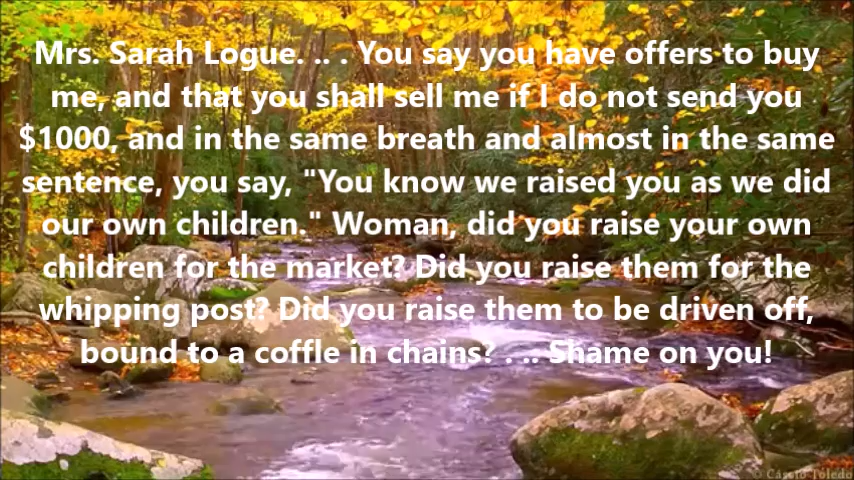 Mrs. Sarah Logue. .. . You say you have offers to buy
me, and that you shall sell me if I do not send you
$1000, and in the same breath and almost in the same
sentence, you say, "You know we raised you as we did
our own children." Woman, did you raise your own
children for the market? Did you raise them for the
whipping post? Did you raise them to be driven off,
bound to a coffle in chains? . .. Shame on you!
© Cássio Toledo